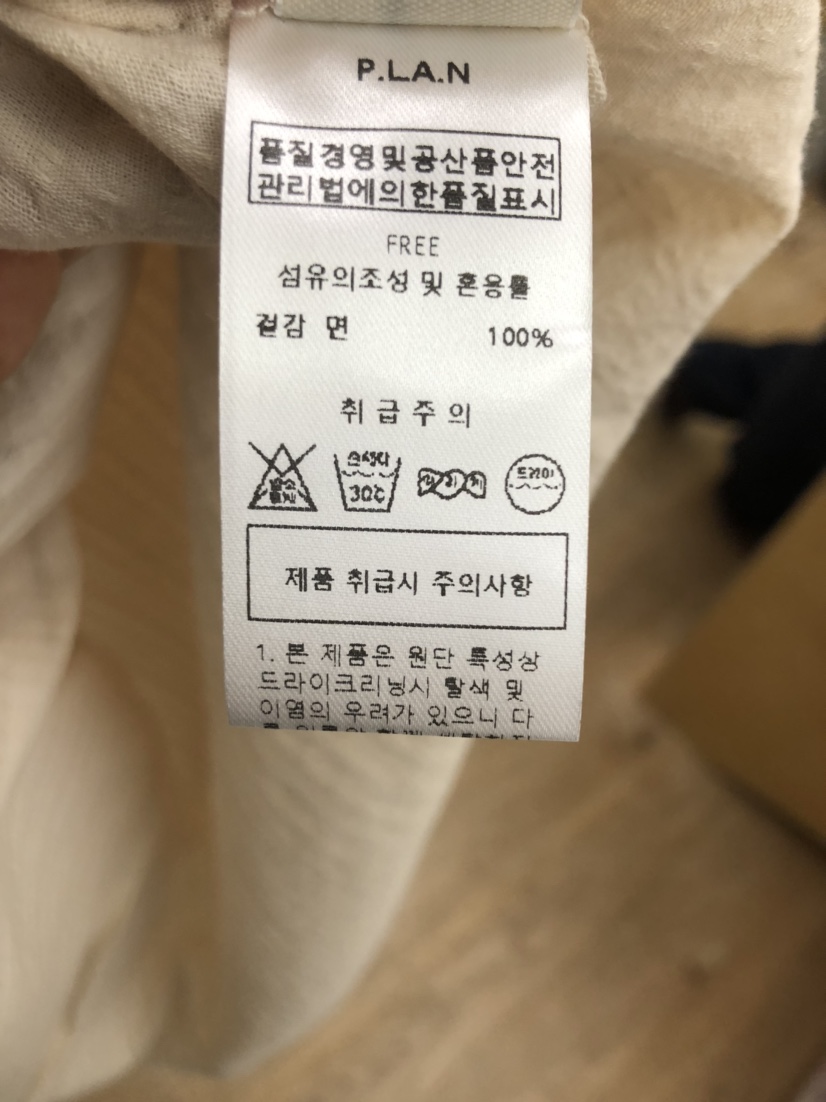 P.L.A.N
품질경영및공산품안전
관리법에의한품질표시
FREE
섬유의조성 및 혼용률
겉감 면 100%
취급주의
30℃
드라이
제품 취급시 주의사항
1. 본 제품은 원단 특성상
드라이크리닝시 탈색 및
이염의 우려가 있으니 다